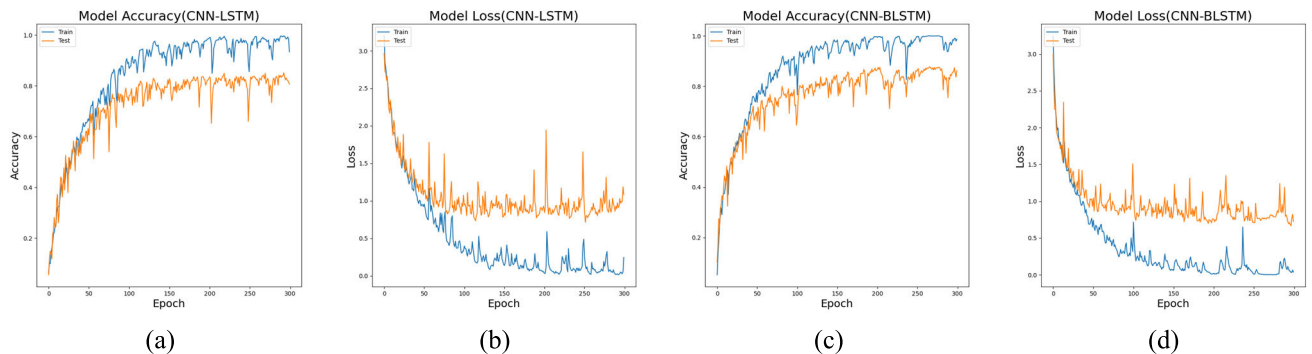 Model Accuracy(CNN-LSTM)
Train
Test
1.0
0.8
0.6
0.4
0.2
Accuracy
0
50
100
150
200
250
300
Epoch
(a)
Model Loss(CNN-LSTM)
Train
Test
3.0
2.5
2.0
1.5
1.0
0.5
0.0
Loss
0
50
100
150
200
250
300
Epoch
(b)
Model Accuracy(CNN-BLSTM)
Train
Test
1.0
0.8
0.6
0.4
0.2
Accuracy
0
50
100
150
200
250
300
Epoch
(c)
Model Loss(CNN-BLSTM)
Train
Test
3.0
2.5
2.0
1.5
1.0
0.5
0.0
Loss
0
50
100
150
200
250
300
Epoch
(d)